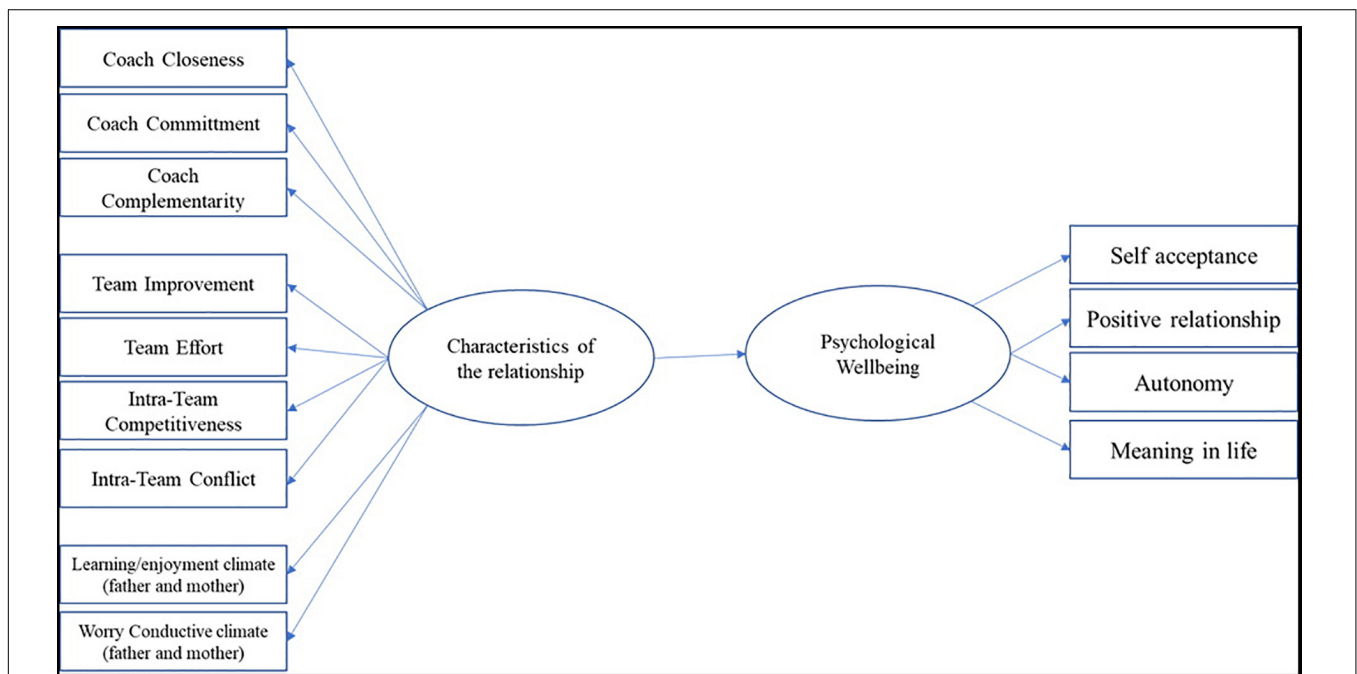 Coach Closeness
Coach Committment
Coach
Complementarity
Team Improvement
Team Effort
Intra-Team
Competitiveness
Intra-Team Conflict
Learning/enjoyment climate
(father and mother)
Worry Conductive climate
(father and mother)
Characteristics of
the relationship
Psychological
Wellbeing
Self acceptance
Positive relationship
Autonomy
Meaning in life